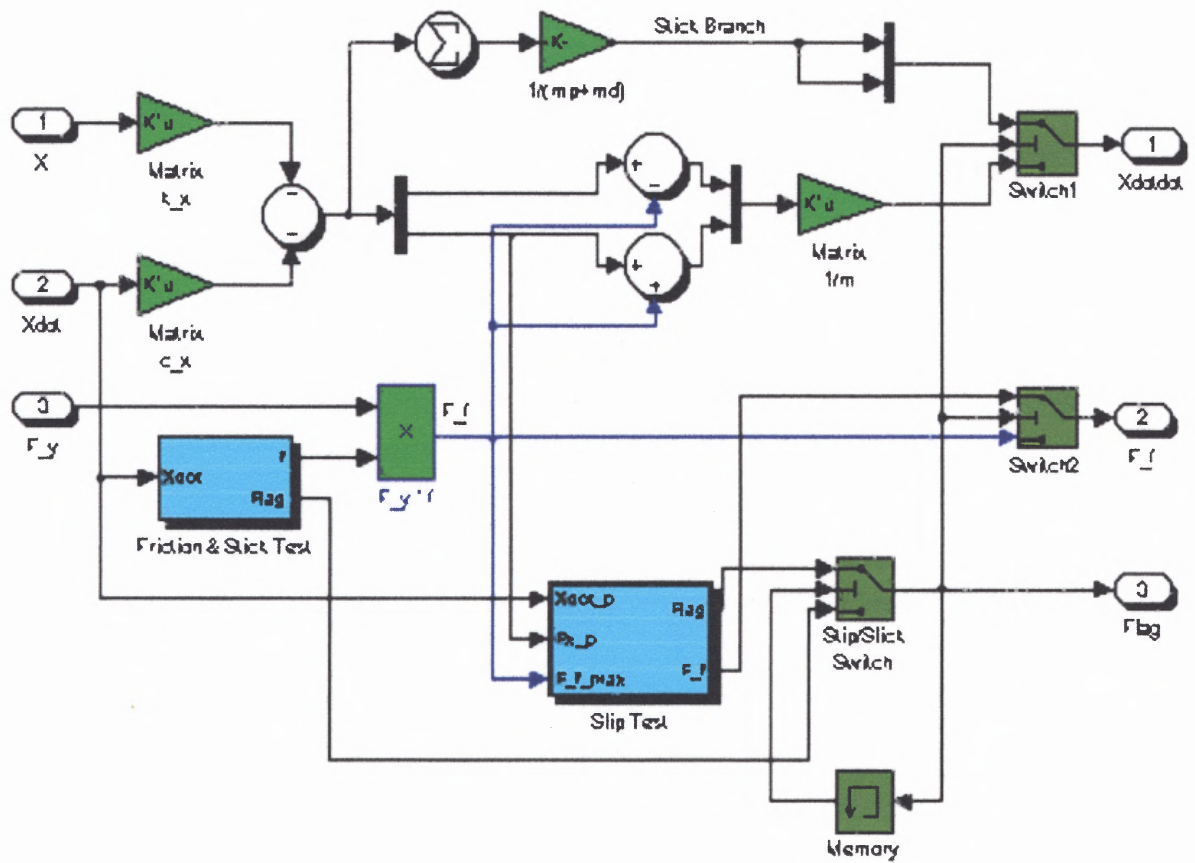 Stick Branch
K-
1/(mp+md)
1
X
K*u
Matrix
k_x
-
-
+
-
+
+
K*u
Matrix
1/m
Switch1
1
Xdotdot
2
Xdot
K*u
Matrix
c_x
3
F_y
×
F_f
F_y*f
Switch2
2
F_f
Xdot
f
Flag
Friction & Stick Test
Xdot_p
Px_p
F_f_max
Flag
F_f
Slip Test
Slip/Stick
Switch
3
Flag
Memory